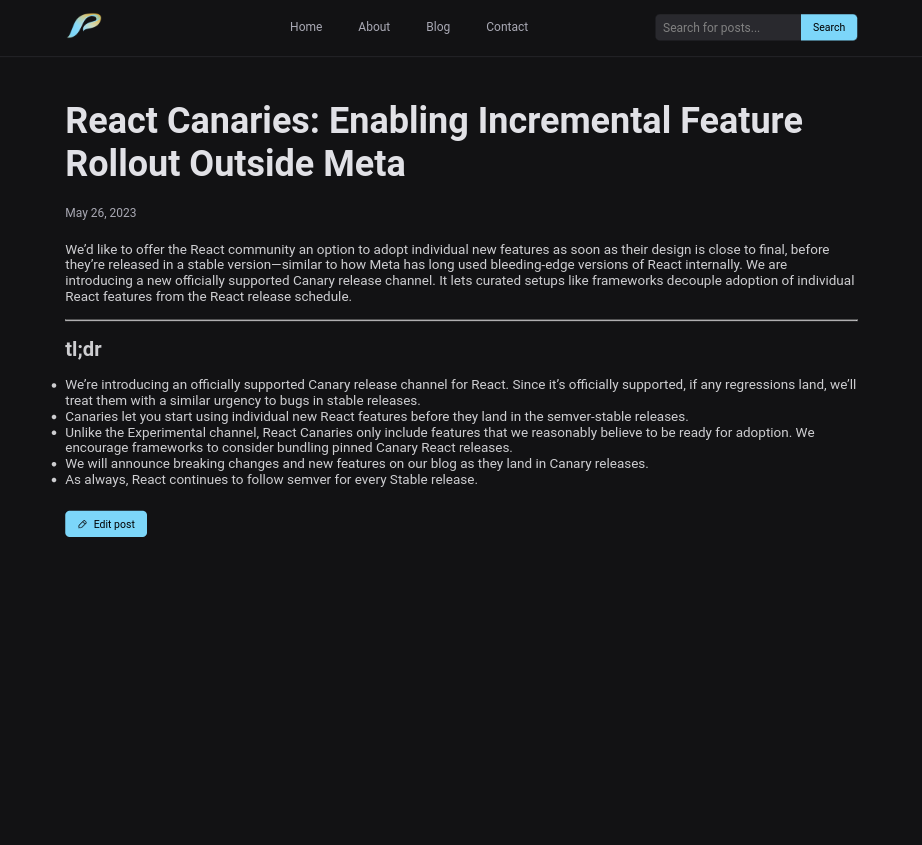 Home About Blog Contact Search for posts... Search
React Canaries: Enabling Incremental Feature
Rollout Outside Meta
May 26, 2023
We’d like to offer the React community an option to adopt individual new features as soon as their design is close to final, before
they’re released in a stable version—similar to how Meta has long used bleeding-edge versions of React internally. We are
introducing a new officially supported Canary release channel. It lets curated setups like frameworks decouple adoption of individual
React features from the React release schedule.
tl;dr
• We’re introducing an officially supported Canary release channel for React. Since it’s officially supported, if any regressions land, we’ll
treat them with a similar urgency to bugs in stable releases.
• Canaries let you start using individual new React features before they land in the semver-stable releases.
• Unlike the Experimental channel, React Canaries only include features that we reasonably believe to be ready for adoption. We
encourage frameworks to consider bundling pinned Canary React releases.
• We will announce breaking changes and new features on our blog as they land in Canary releases.
• As always, React continues to follow semver for every Stable release.
Edit post